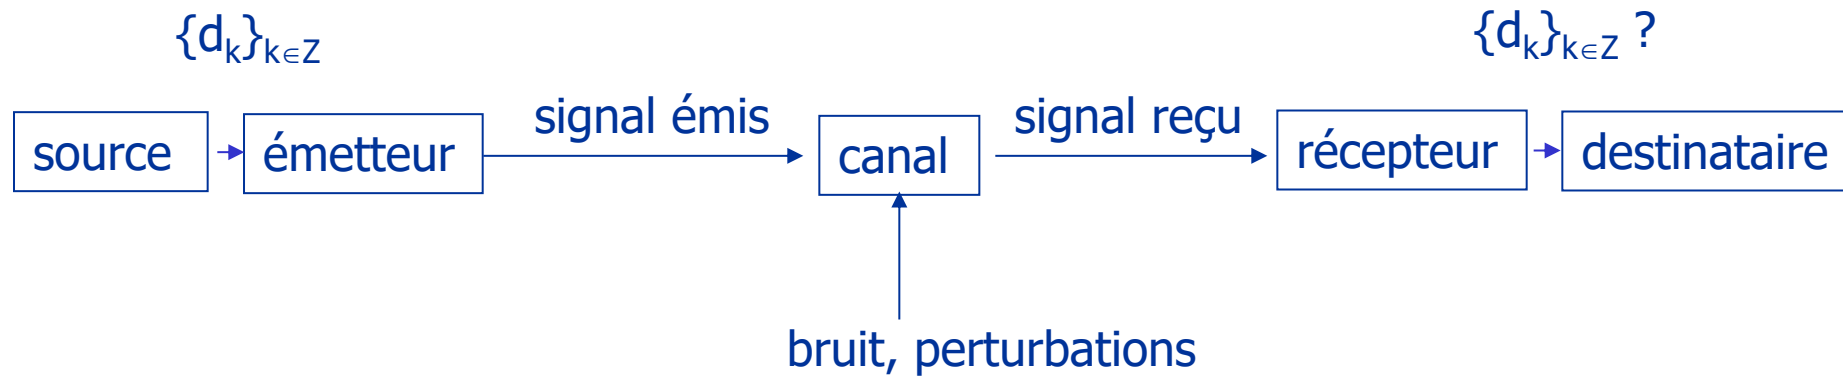 {dk}k∈Z
{dk}k∈Z ?
source
émetteur
signal émis
canal
signal reçu
récepteur
destinataire
bruit, perturbations